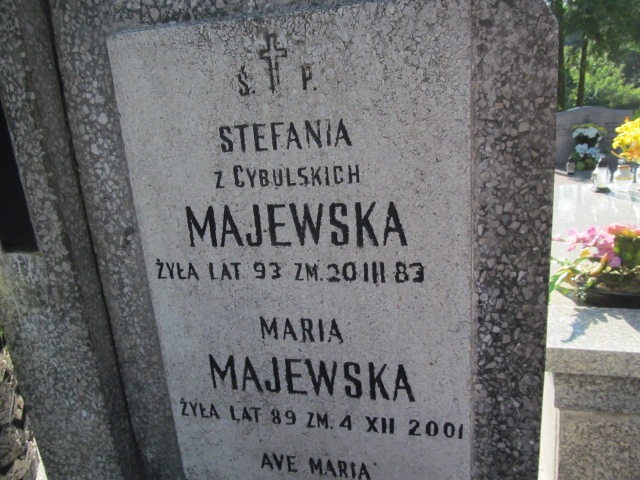 Ś. P.
STEFANIA
Z CYBULSKICH
MAJEWSKA
ŻYŁA LAT 93 ZM. 20 III 83
MARIA
MAJEWSKA
ŻYŁA LAT 89 ZM. 4 XII 2001
AVE MARIA